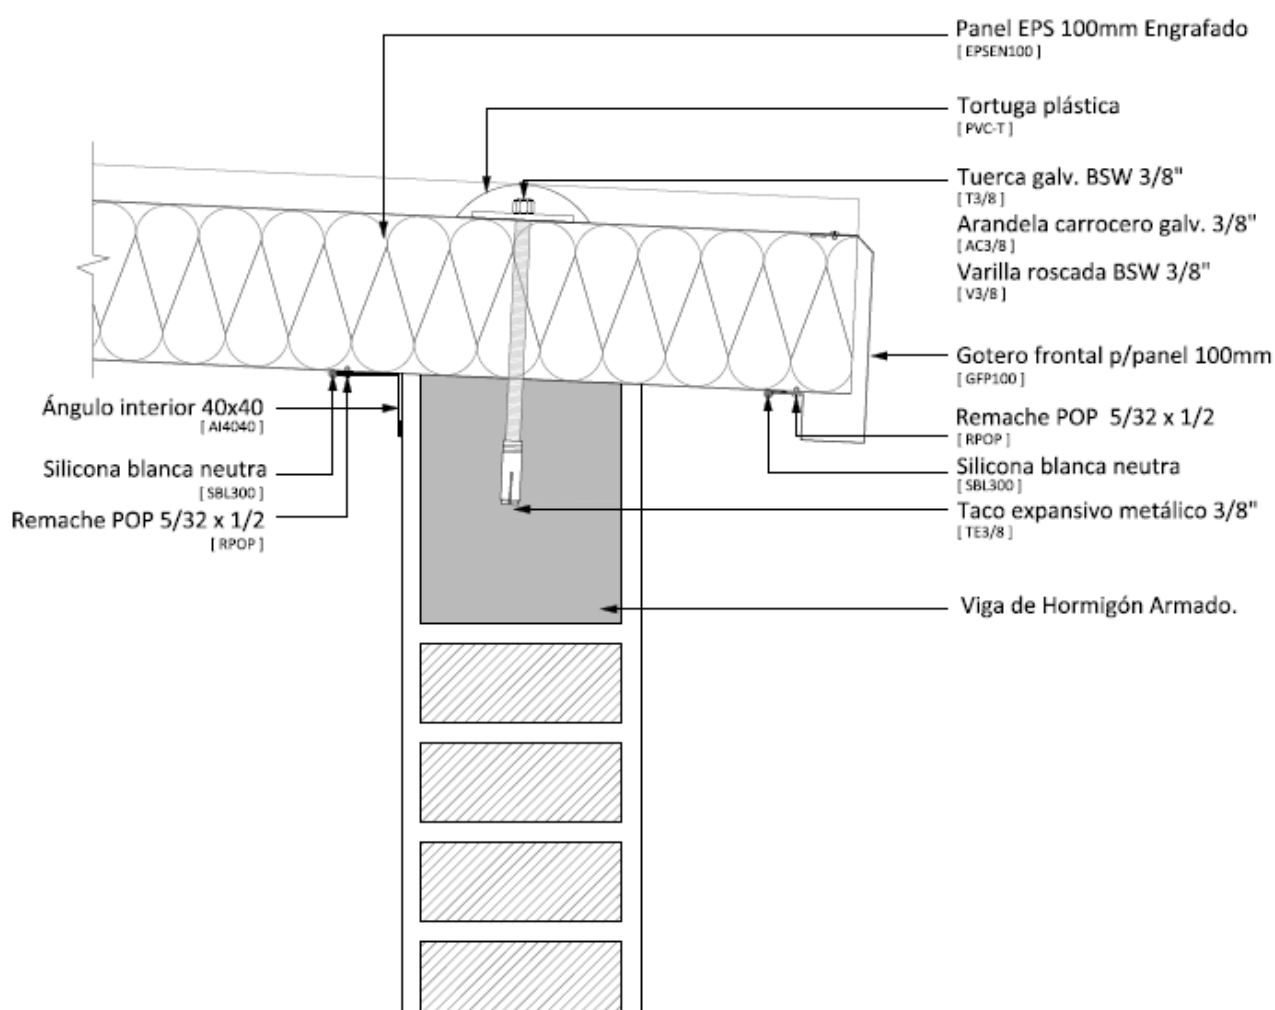 Panel EPS 100mm Engrafado
[ EPSEN100 ]
Tortuga plástica
[ PVC-T ]
Tuerca galv. BSW 3/8"
[ T3/8 ]
Arandela carrocero galv. 3/8"
[ AC3/8 ]
Varilla roscada BSW 3/8"
[ V3/8 ]
Gotero frontal p/panel 100mm
[ GFP100 ]
Remache POP 5/32 x 1/2
[ RPOP ]
Silicona blanca neutra
[ SBL300 ]
Taco expansivo metálico 3/8"
[ TE3/8 ]
Viga de Hormigón Armado.
Ángulo interior 40x40
[ AI4040 ]
Silicona blanca neutra
[ SBL300 ]
Remache POP 5/32 x 1/2
[ RPOP ]